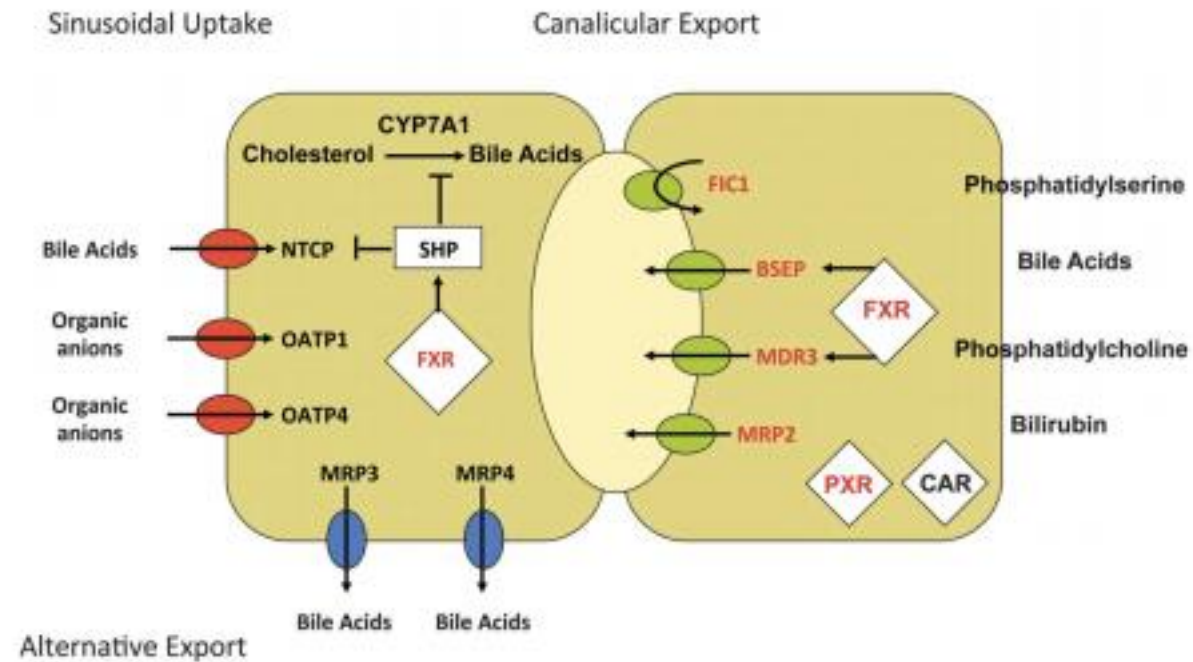 Sinusoidal Uptake
Canalicular Export
CYP7A1
Cholesterol
Bile Acids
Bile Acids
NTCP
SHP
Organic
anions
OATP1
FXR
Organic
anions
OATP4
MRP3
MRP4
Bile Acids
Bile Acids
Alternative Export
FIC1
Phosphatidylserine
BSEP
Bile Acids
FXR
MDR3
Phosphatidylcholine
MRP2
Bilirubin
PXR
CAR